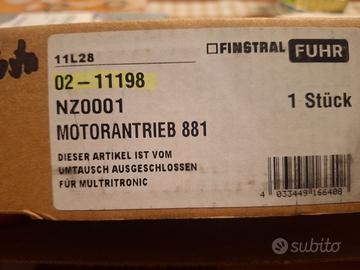 11L28
FINSTRAL FUHR
02-11198
NZ0001
1 Stück
MOTORANTRIEB 881
DIESER ARTIKEL IST VOM
UMTAUSCH AUSGESCHLOSSEN
FÜR MULTRITRONIC
4 033449 166408
subito